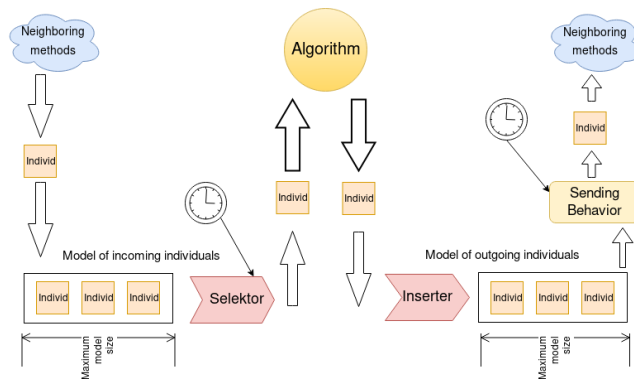 Neighboring
methods
Individ
Model of incoming individuals
Individ
Individ
Individ
Maximum
model
size
Selektor
Individ
Algorithm
Individ
Inserter
Model of outgoing individuals
Individ
Individ
Individ
Maximum
model
size
Sending
Behavior
Individ
Neighboring
methods